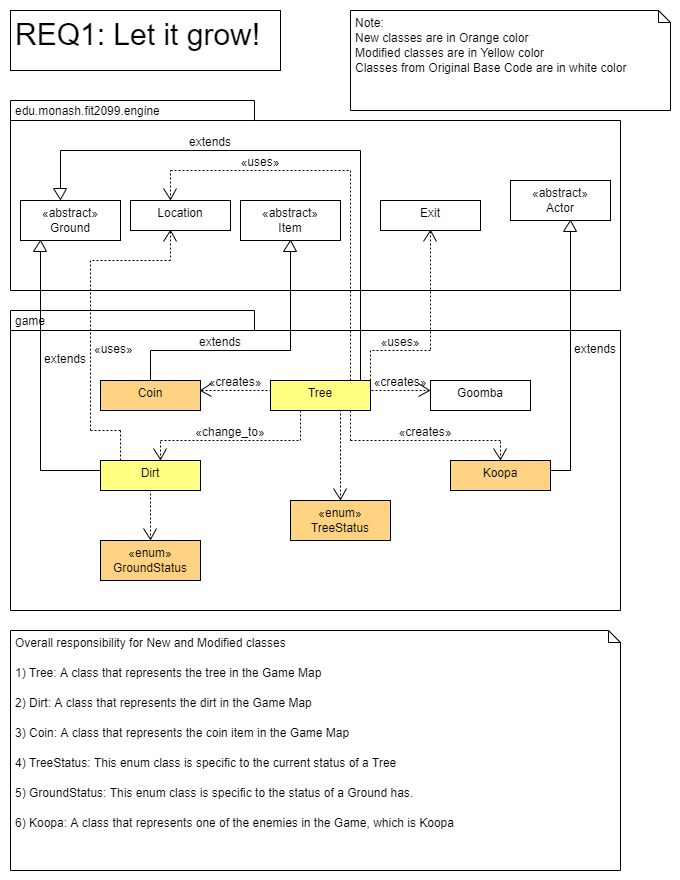 REQ1: Let it grow!
Note:
New classes are in Orange color
Modified classes are in Yellow color
Classes from Original Base Code are in white color
edu.monash.fit2099.engine
extends
«uses»
«abstract»
Ground
Location
«abstract»
Item
Exit
«abstract»
Actor
game
extends
«uses»
extends
«uses»
extends
Coin
«creates»
Tree
«creates»
Goomba
«change_to»
«creates»
Dirt
Koopa
«enum»
TreeStatus
«enum»
GroundStatus
Overall responsibility for New and Modified classes
1) Tree: A class that represents the tree in the Game Map
2) Dirt: A class that represents the dirt in the Game Map
3) Coin: A class that represents the coin item in the Game Map
4) TreeStatus: This enum class is specific to the current status of a Tree
5) GroundStatus: This enum class is specific to the status of a Ground has.
6) Koopa: A class that represents one of the enemies in the Game, which is Koopa